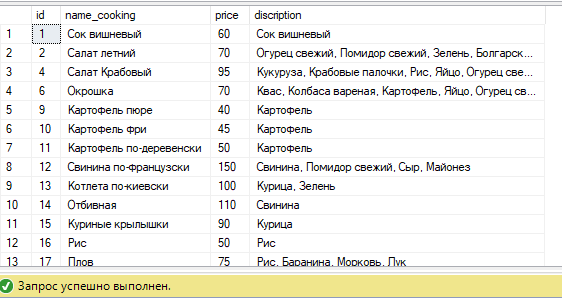 id name_cooking price discription
1 1 Сок вишневый 60 Сок вишневый
2 2 Салат летний 70 Огурец свежий, Помидор свежий, Зелень, Болгарск...
3 4 Салат Крабовый 95 Кукуруза, Крабовые палочки, Рис, Яйцо, Огурец све...
4 6 Окрошка 70 Квас, Колбаса вареная, Картофель, Яйцо, Огурец св...
5 9 Картофель пюре 40 Картофель
6 10 Картофель фри 45 Картофель
7 11 Картофель по-деревенски 50 Картофель
8 12 Свинина по-французски 150 Свинина, Помидор свежий, Сыр, Майонез
9 13 Котлета по-киевски 100 Курица, Зелень
10 14 Отбивная 110 Свинина
11 15 Куриные крылышки 90 Курица
12 16 Рис 50 Рис
13 17 Плов 75 Рис, Баранина, Морковь, Лук
Запрос успешно выполнен.